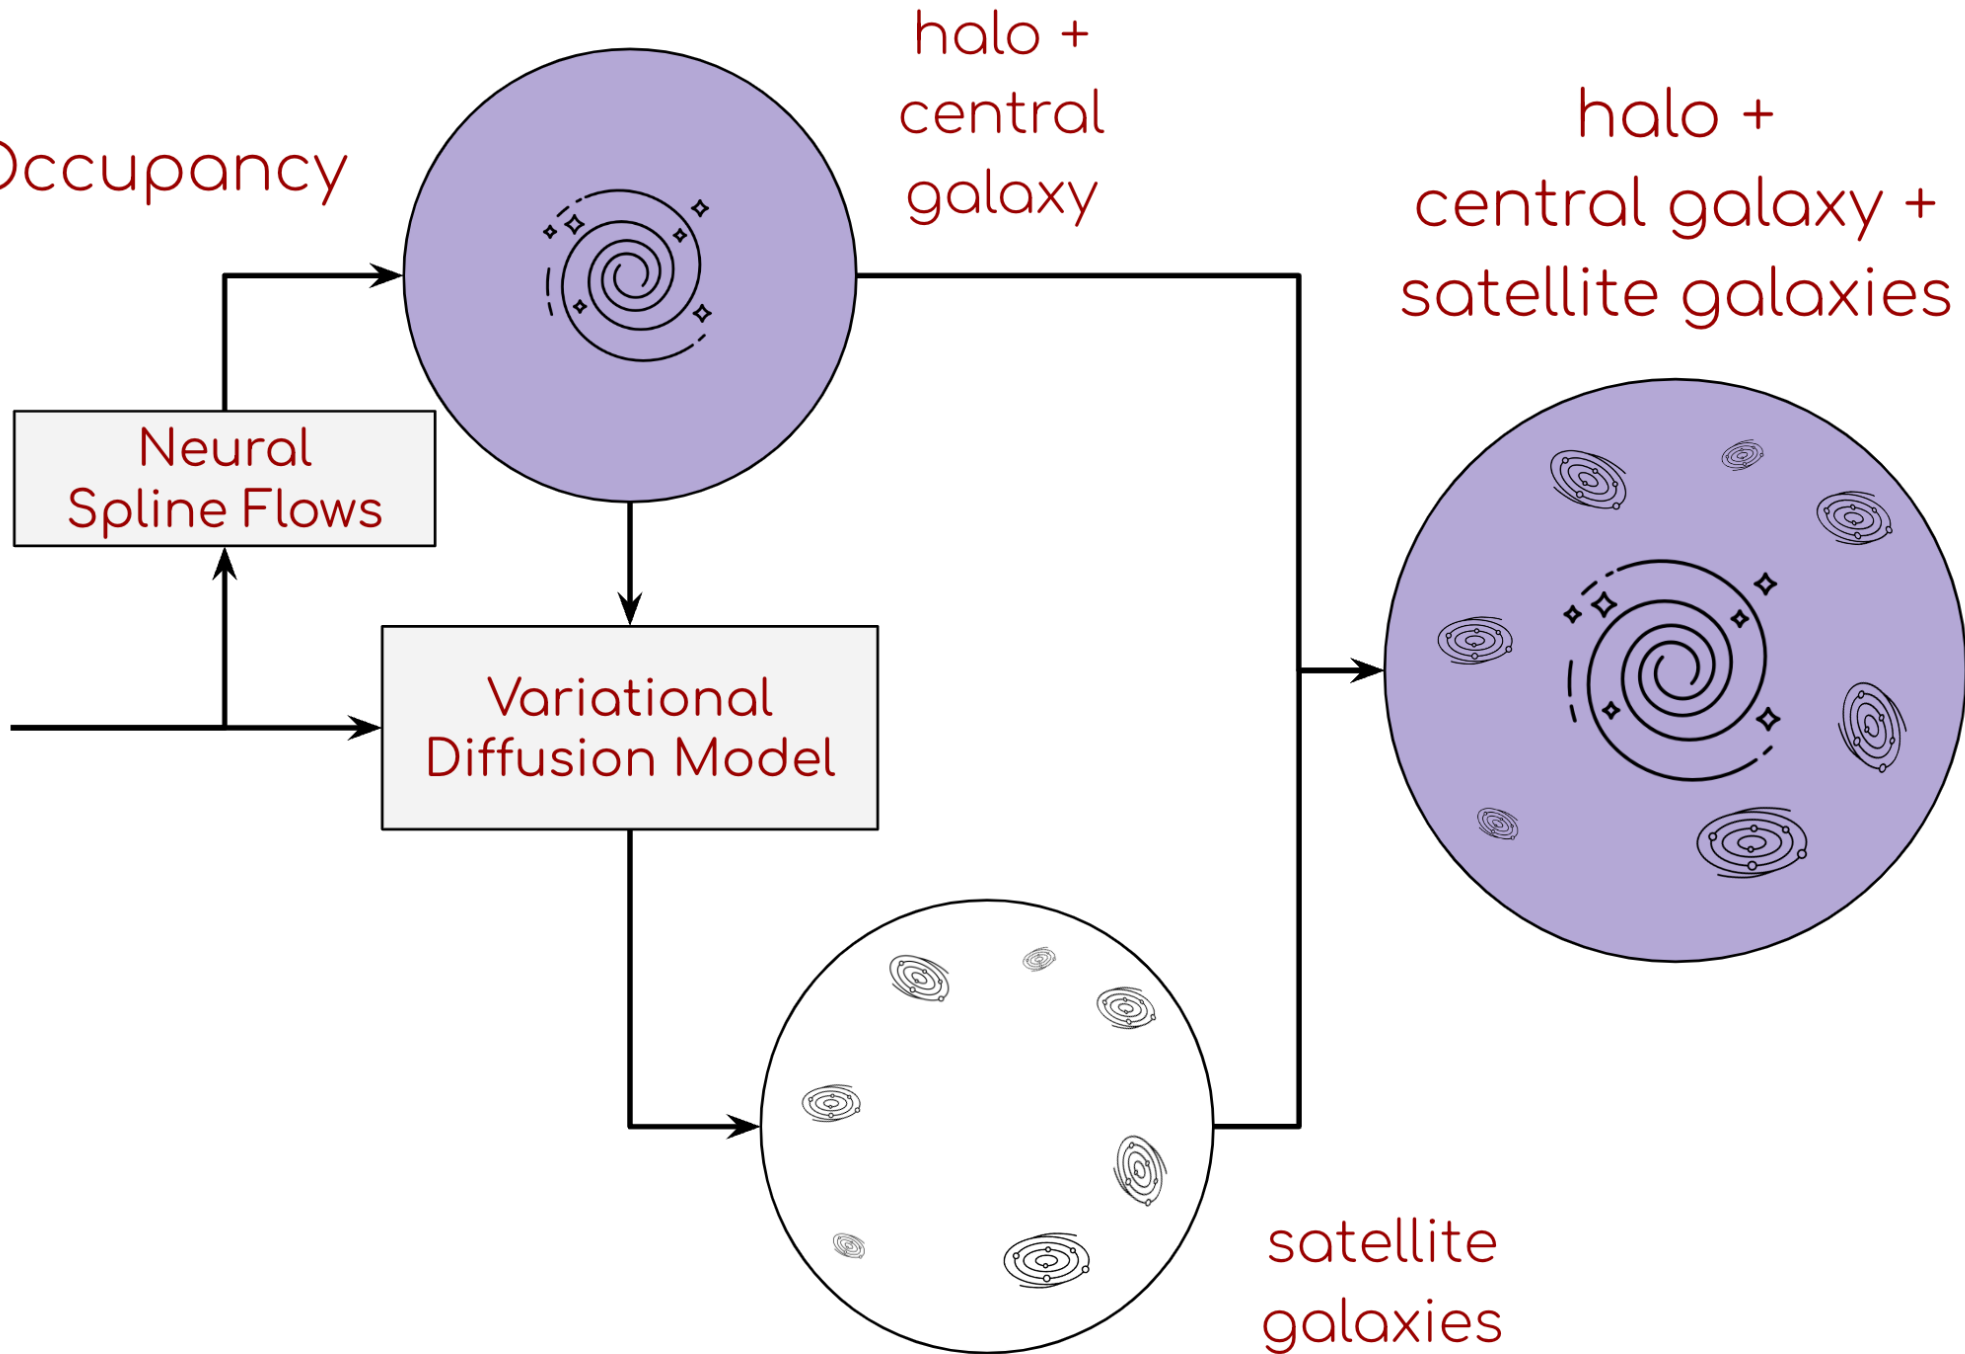 Occupancy
halo +
central
galaxy
halo +
central galaxy +
satellite galaxies
Neural
Spline Flows
Variational
Diffusion Model
satellite
galaxies